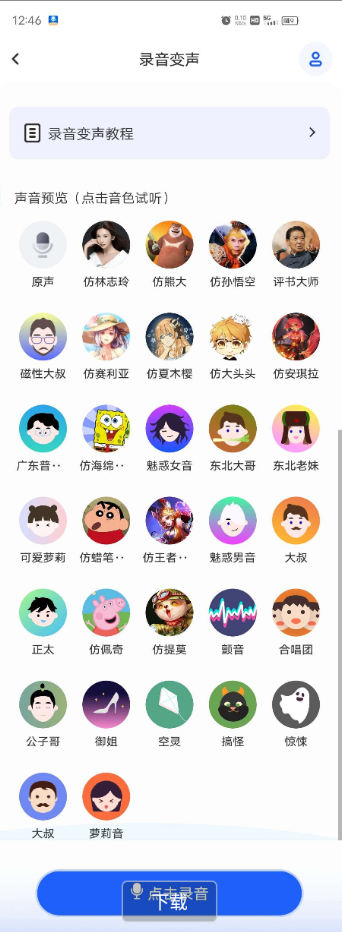 12:46
0.10
KB/s
HD
5G
录音变声
录音变声教程
声音预览（点击音色试听）
原声 仿林志玲 仿熊大 仿孙悟空 评书大师
磁性大叔 仿赛利亚 仿夏木樱 仿大头头 仿安琪拉
广东普·· 仿海绵·· 魅惑女音 东北大哥 东北老妹
可爱萝莉 仿蜡笔·· 仿王者·· 魅惑男音 大叔
正太 仿佩奇 仿提莫 颤音 合唱团
公子哥 御姐 空灵 搞怪 惊悚
大叔 萝莉音
点击录音
下载